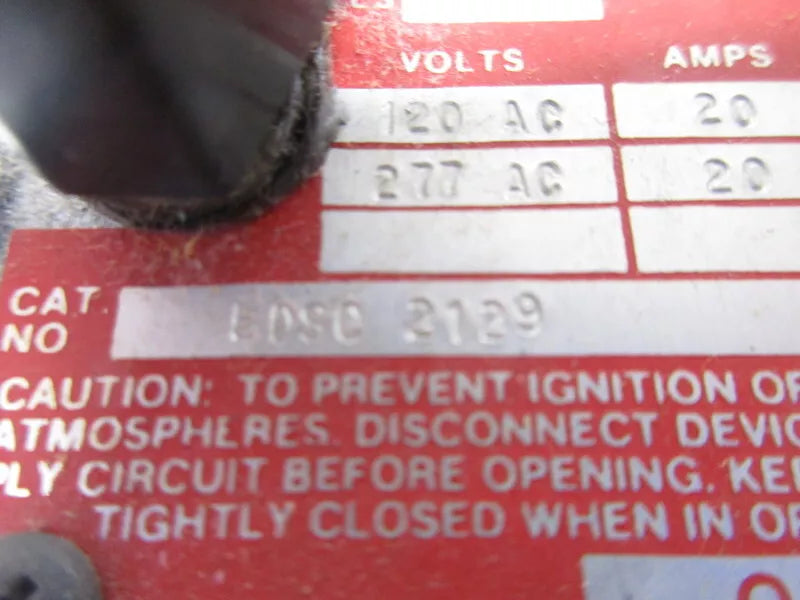 VOLTS AMPS
120 AC 20
277 AC 20
CAT. NO EDSC 2129
CAUTION: TO PREVENT IGNITION OF
ATMOSPHERES. DISCONNECT DEVIC
PLY CIRCUIT BEFORE OPENING. KEE
TIGHTLY CLOSED WHEN IN OP